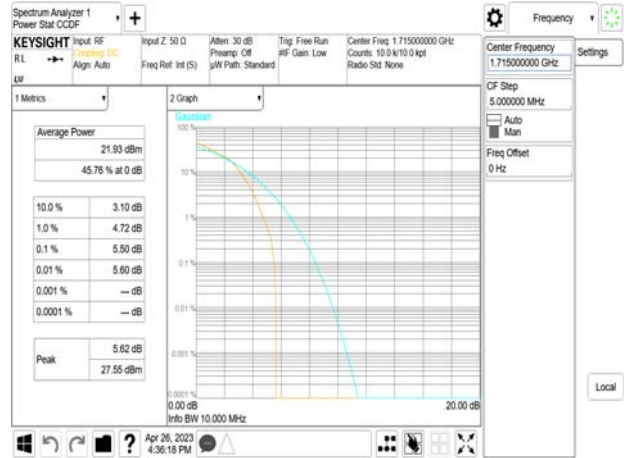 Spectrum Analyzer 1
Power Stat CCDF
Frequency
KEYSIGHT
Input: RF
Input Z: 50 Ω
Atten: 30 dB
Trig: Free Run
Center Freq: 1.715000000 GHz
RL
Coupling: DC
Preamp: Off
#IF Gain: Low
Counts: 10.0 k/10.0 kpt
Align: Auto
Freq Ref: Int (S)
µW Path: Standard
Radio Std: None
Center Frequency
1.715000000 GHz
Settings
CF Step
5.000000 MHz
Auto
Man
Freq Offset
0 Hz
1 Metrics
2 Graph
Gaussian
Average Power
21.93 dBm
45.76 % at 0 dB
10.0 % 3.10 dB
1.0 % 4.72 dB
0.1 % 5.50 dB
0.01 % 5.60 dB
0.001 % --- dB
0.0001 % --- dB
Peak
5.62 dB
27.55 dBm
100 %
10 %
1 %
0.1 %
0.01 %
0.001 %
0.0001 %
0.00 dB
20.00 dB
Info BW 10.000 MHz
Local
?
Apr 26, 2023
4:36:18 PM